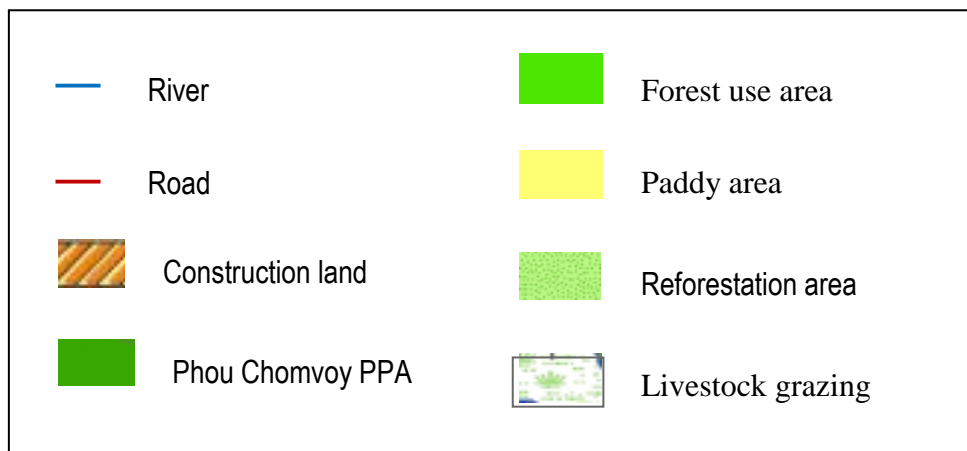 River
Forest use area
Road
Paddy area
Construction land
Reforestation area
Phou Chomvoy PPA
Livestock grazing